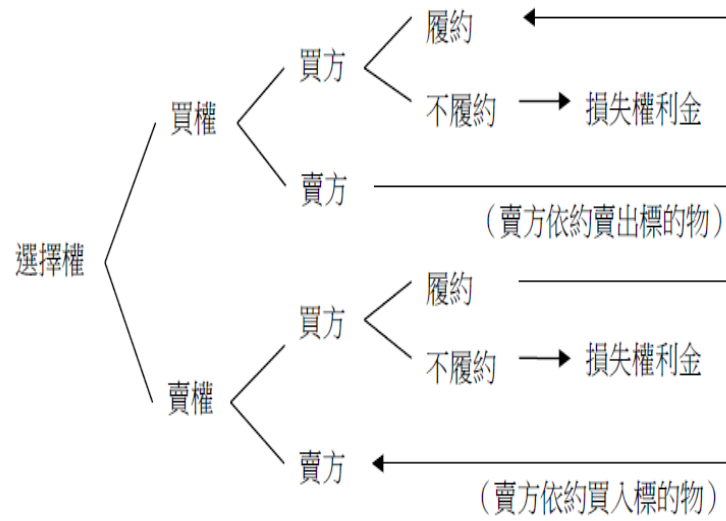 履約
買方
不履約
損失權利金
買權
賣方
（賣方依約賣出標的物）
選擇權
履約
買方
不履約
損失權利金
賣權
賣方
（賣方依約買入標的物）